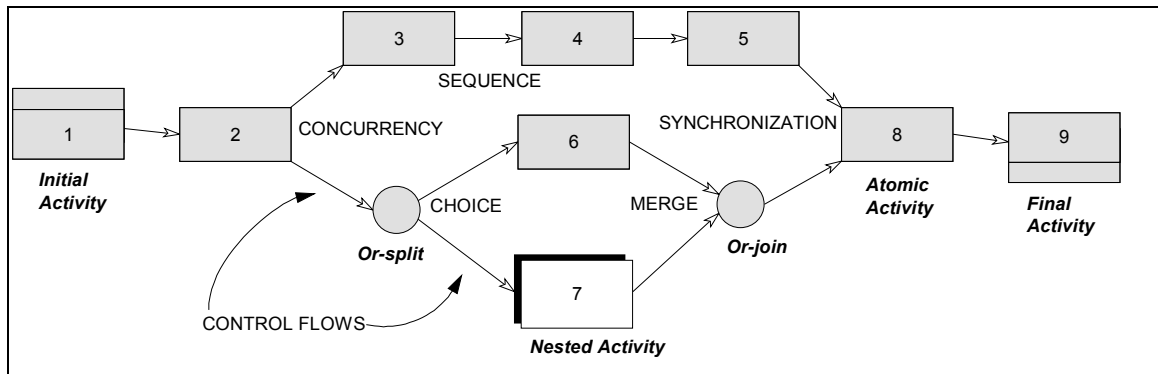 3
4
5
SEQUENCE
1
2
CONCURRENCY
SYNCHRONIZATION
6
8
9
Initial
Activity
CHOICE
MERGE
Atomic
Activity
Final
Activity
Or-split
Or-join
7
CONTROL FLOWS
Nested Activity